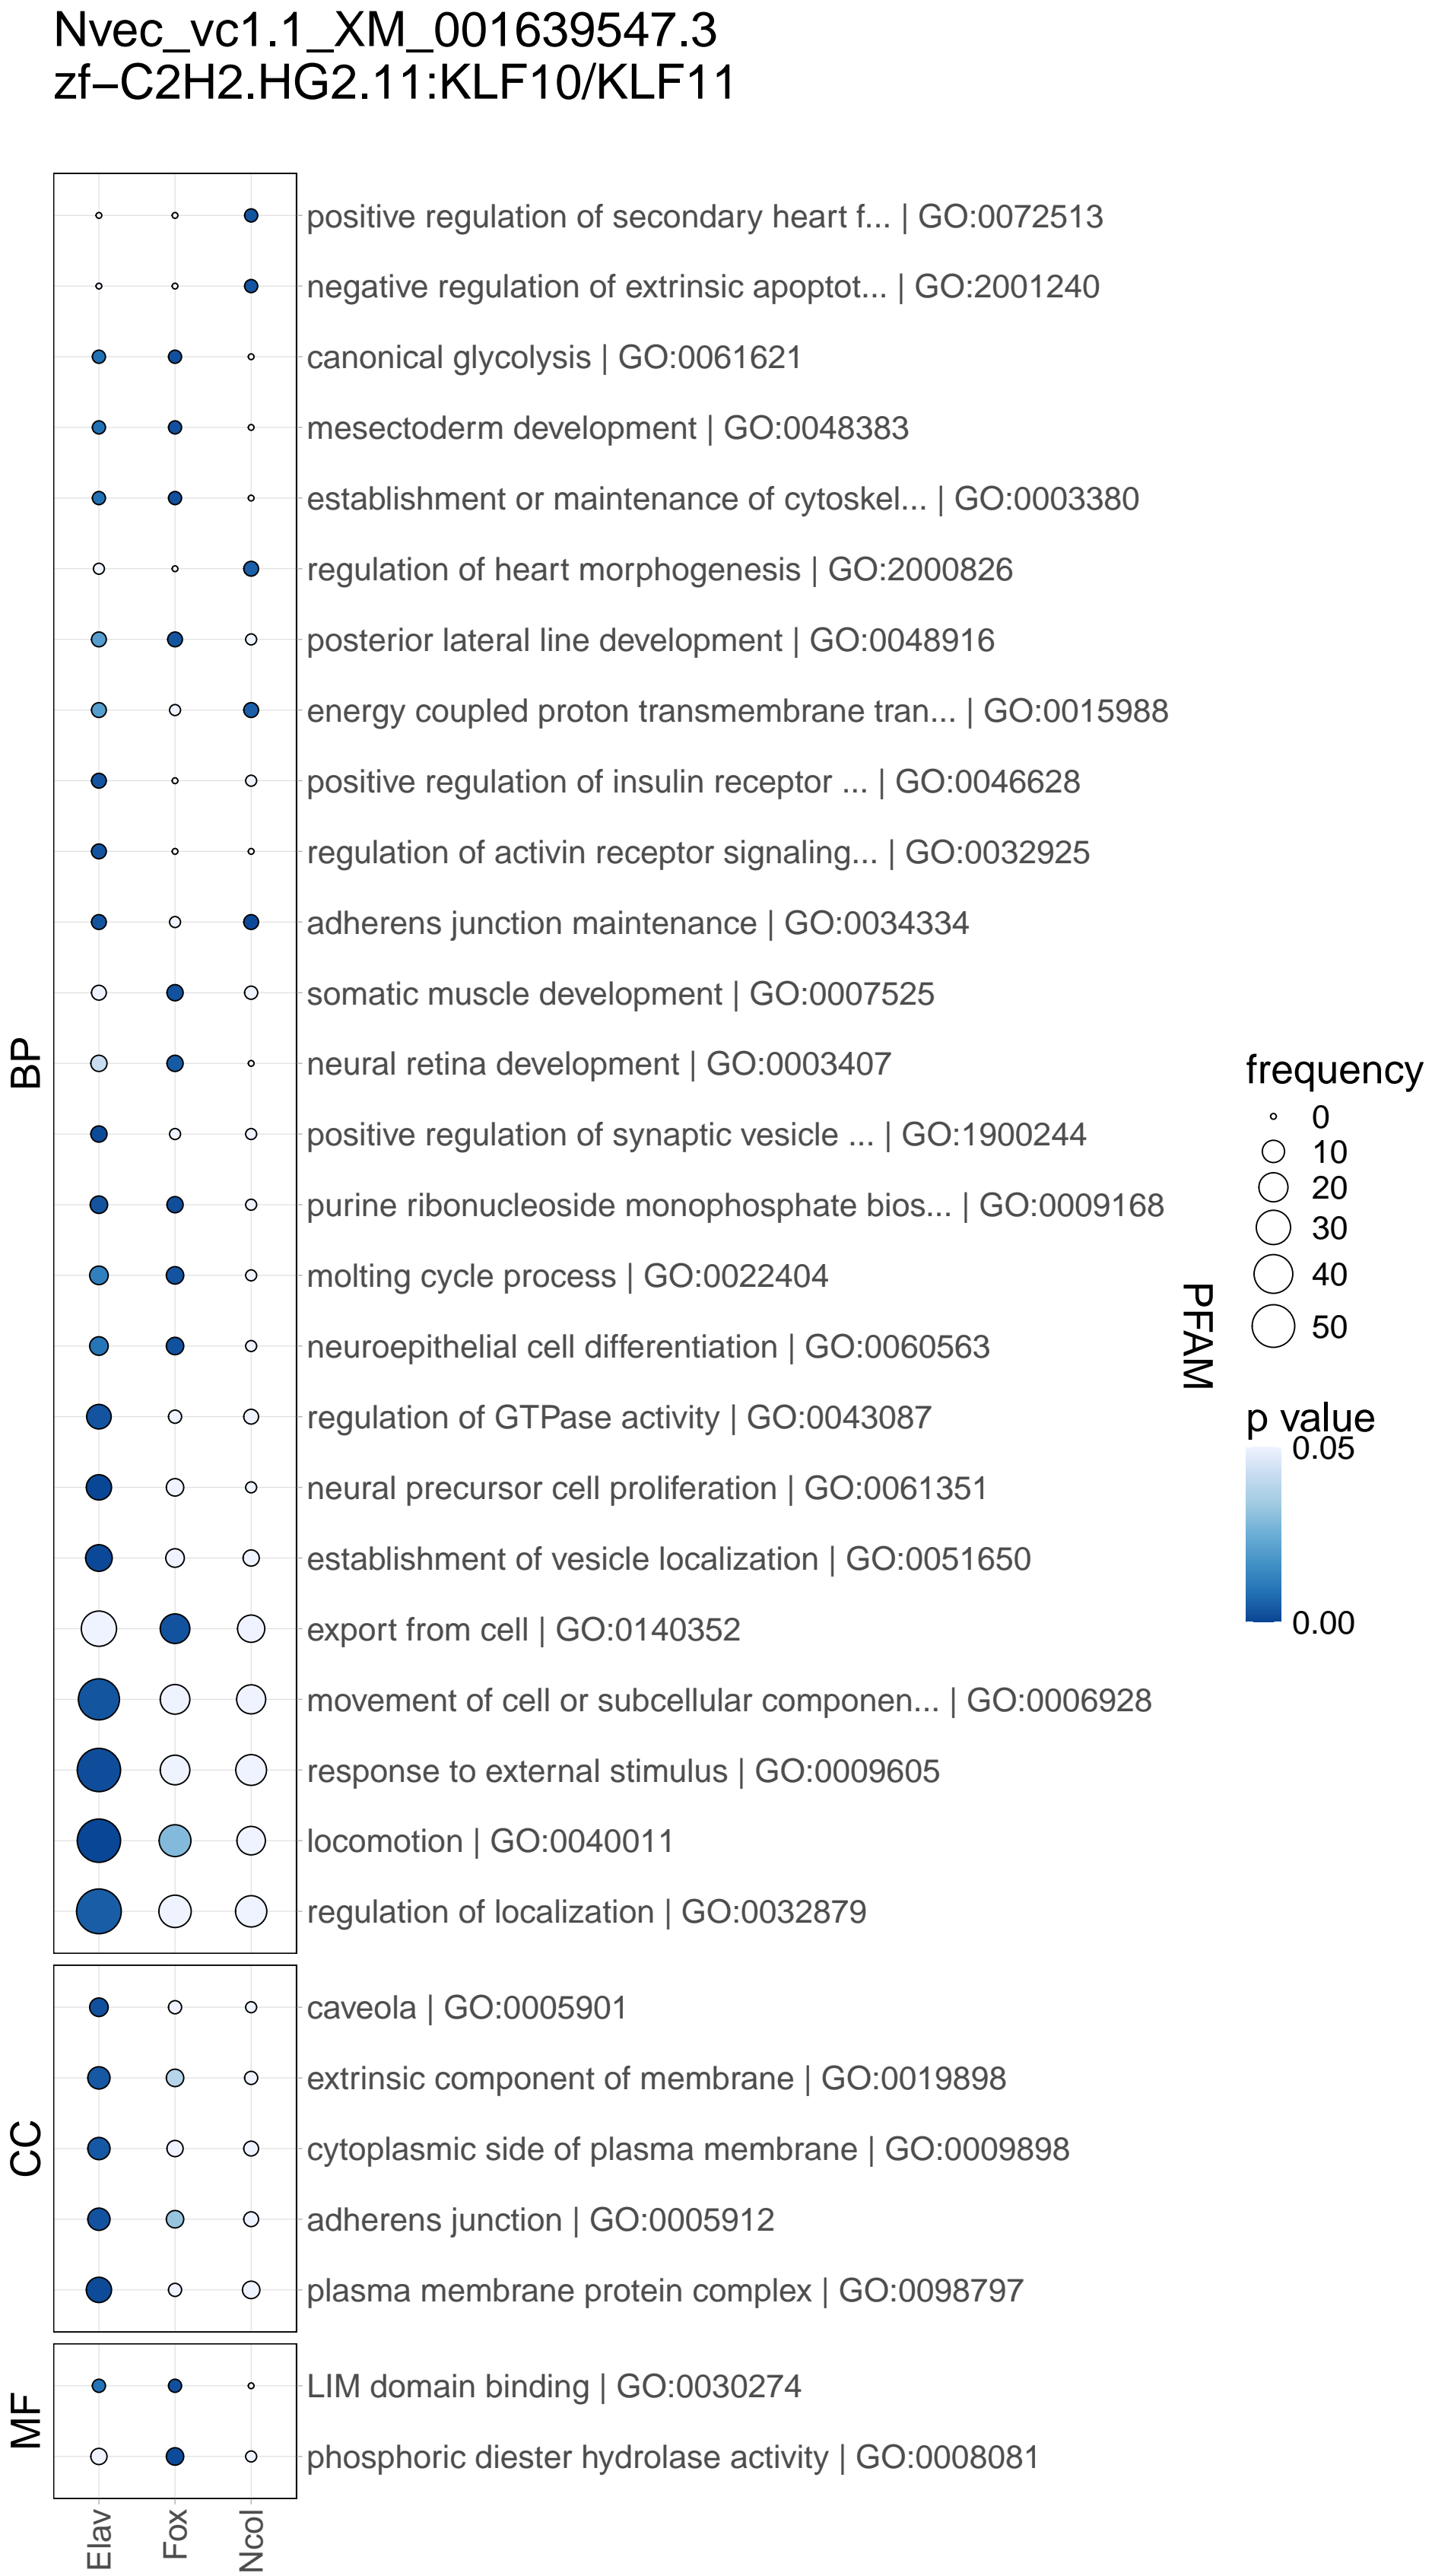 Nvec_vc1.1_XM_001639547.3
zf−C2H2.HG2.11:KLF10/KLF11
BP
positive regulation of secondary heart f... | GO:0072513
negative regulation of extrinsic apoptot... | GO:2001240
canonical glycolysis | GO:0061621
mesectoderm development | GO:0048383
establishment or maintenance of cytoskel... | GO:0003380
regulation of heart morphogenesis | GO:2000826
posterior lateral line development | GO:0048916
energy coupled proton transmembrane tran... | GO:0015988
positive regulation of insulin receptor ... | GO:0046628
regulation of activin receptor signaling... | GO:0032925
adherens junction maintenance | GO:0034334
somatic muscle development | GO:0007525
neural retina development | GO:0003407
positive regulation of synaptic vesicle ... | GO:1900244
purine ribonucleoside monophosphate bios... | GO:0009168
molting cycle process | GO:0022404
neuroepithelial cell differentiation | GO:0060563
regulation of GTPase activity | GO:0043087
neural precursor cell proliferation | GO:0061351
establishment of vesicle localization | GO:0051650
export from cell | GO:0140352
movement of cell or subcellular componen... | GO:0006928
response to external stimulus | GO:0009605
locomotion | GO:0040011
regulation of localization | GO:0032879
CC
caveola | GO:0005901
extrinsic component of membrane | GO:0019898
cytoplasmic side of plasma membrane | GO:0009898
adherens junction | GO:0005912
plasma membrane protein complex | GO:0098797
MF
LIM domain binding | GO:0030274
phosphoric diester hydrolase activity | GO:0008081
Elav
Fox
Ncol
PFAM
frequency
0
10
20
30
40
50
p value
0.05
0.00